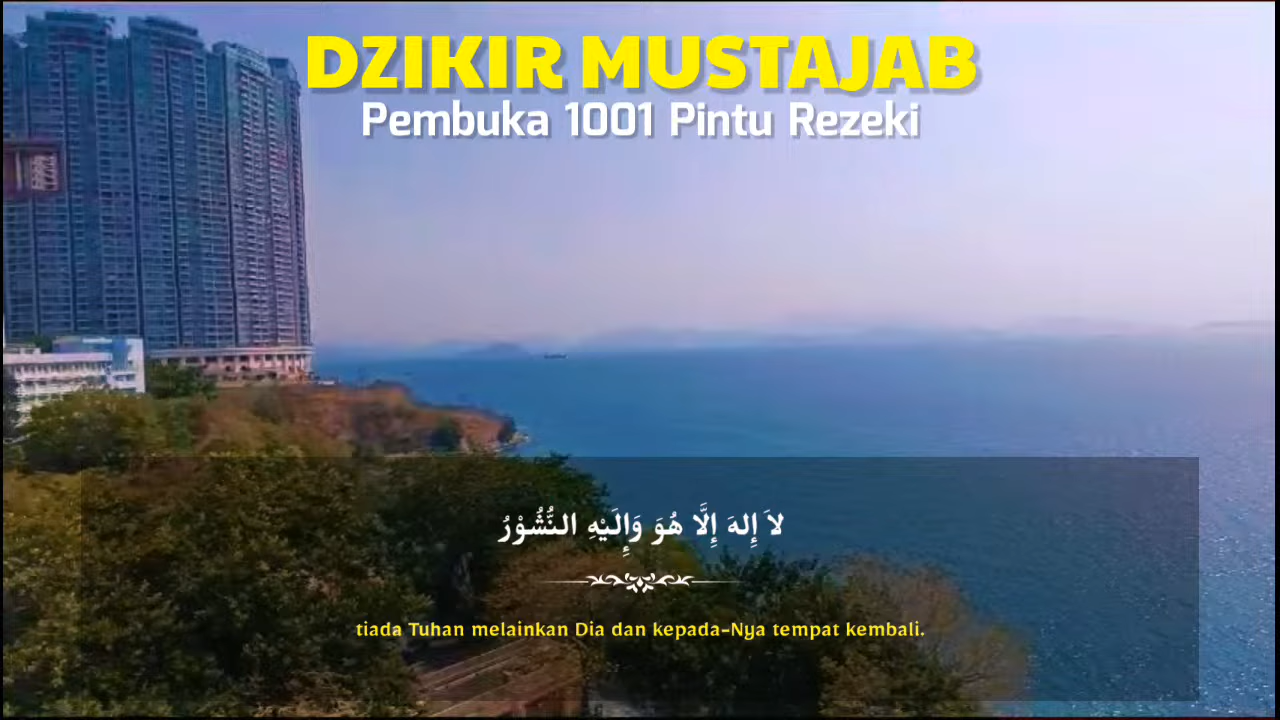 DZIKIR MUSTAJAB
Pembuka 1001 Pintu Rezeki
لاَ إِلهَ إِلَّا هُوَ وَإِلَيْهِ النُّشُوْرُ
tiada Tuhan melainkan Dia dan kepada-Nya tempat kembali.